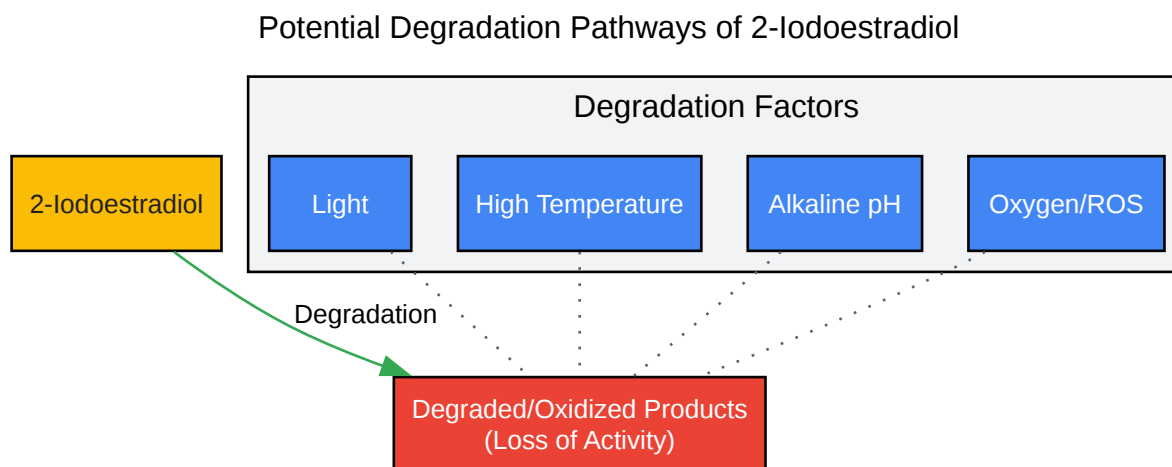 Potential Degradation Pathways of 2-Iodoestradiol
Degradation Factors
2-Iodoestradiol
Light
High Temperature
Alkaline pH
Oxygen/ROS
Degradation
Degraded/Oxidized Products
(Loss of Activity)